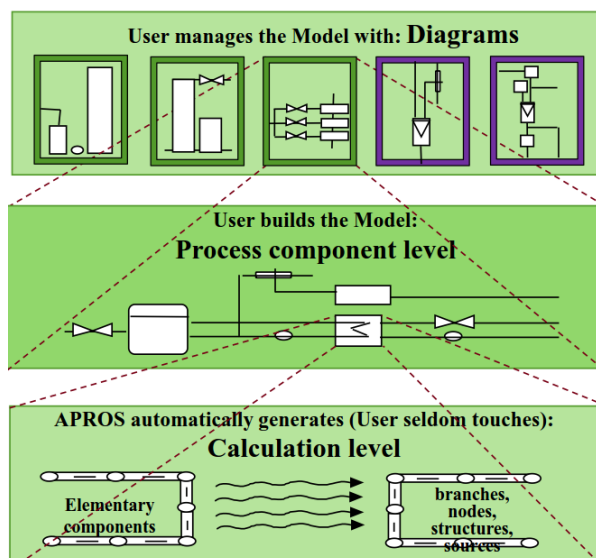 User manages the Model with: Diagrams
User builds the Model:
Process component level
APROS automatically generates (User seldom touches):
Calculation level
Elementary
components
branches,
nodes,
structures,
sources